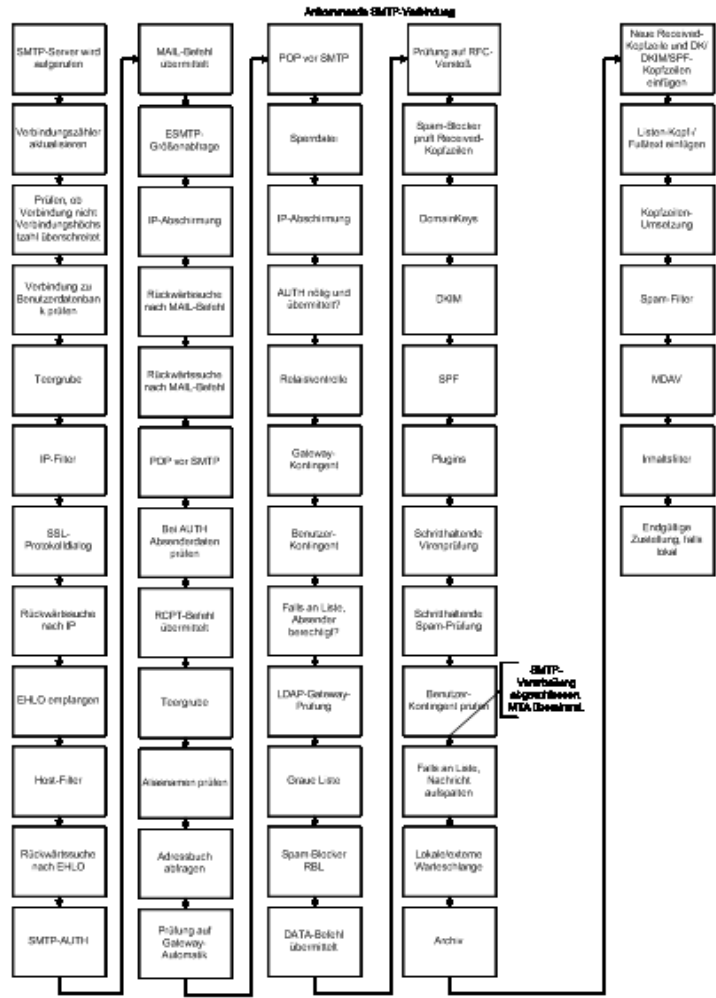 Ankommende SMTP-Verbindung
SMTP-Server wird
aufgerufen
Verbindungszähler
aktualisieren
Prüfen, ob
Verbindung nicht
Verbindungshöchs
tzahl überschreitet
Verbindung zu
Benutzerdatenban
k prüfen
Teergrube
IP-Filter
SSL-
Protokolldialog
Rückwärtssuche
nach IP
EHLO empfangen
Host-Filter
Rückwärtssuche
nach EHLO
SMTP-AUTH
MAIL-Befehl
übermittelt
ESMTP-
Größenabfrage
IP-Abschirmung
Rückwärtssuche
nach MAIL-Befehl
Rückwärtssuche
nach MAIL-Befehl
POP vor SMTP
Bei AUTH
Absenderdaten
prüfen
RCPT-Befehl
übermittelt
Teergrube
Aliasnamen prüfen
Adressbuch
abfragen
Prüfung auf
Gateway-
Automatik
POP vor SMTP
Sperrdatei
IP-Abschirmung
AUTH nötig und
übermittelt?
Relaiskontrolle
Gateway-
Kontingent
Benutzer-
Kontingent
Falls an Liste,
Absender
berechtigt?
LDAP-Gateway-
Prüfung
Graue Liste
Spam-Blocker
RBL
DATA-Befehl
übermittelt
Prüfung auf RFC-
Verstoß
Spam-Blocker
prüft Received-
Kopfzeilen
DomainKeys
DKIM
SPF
Plugins
Schritthaltende
Virenprüfung
Schritthaltende
Spam-Prüfung
Benutzer-
Kontingent prüfen
SMTP-
Verarbeitung
abgeschlossen.
MTA übernimmt.
Falls an Liste,
Nachricht
aufspalten
Lokale/externe
Warteschlange
Archiv
Neue Received-
Kopfzeile und DK/
DKIM/SPF-
Kopfzeilen
einfügen
Listen-Kopf-/
Fußtext einfügen
Kopfzeilen-
Umsetzung
Spam-Filter
MDAV
Inhaltsfilter
Endgültige
Zustellung, falls
lokal